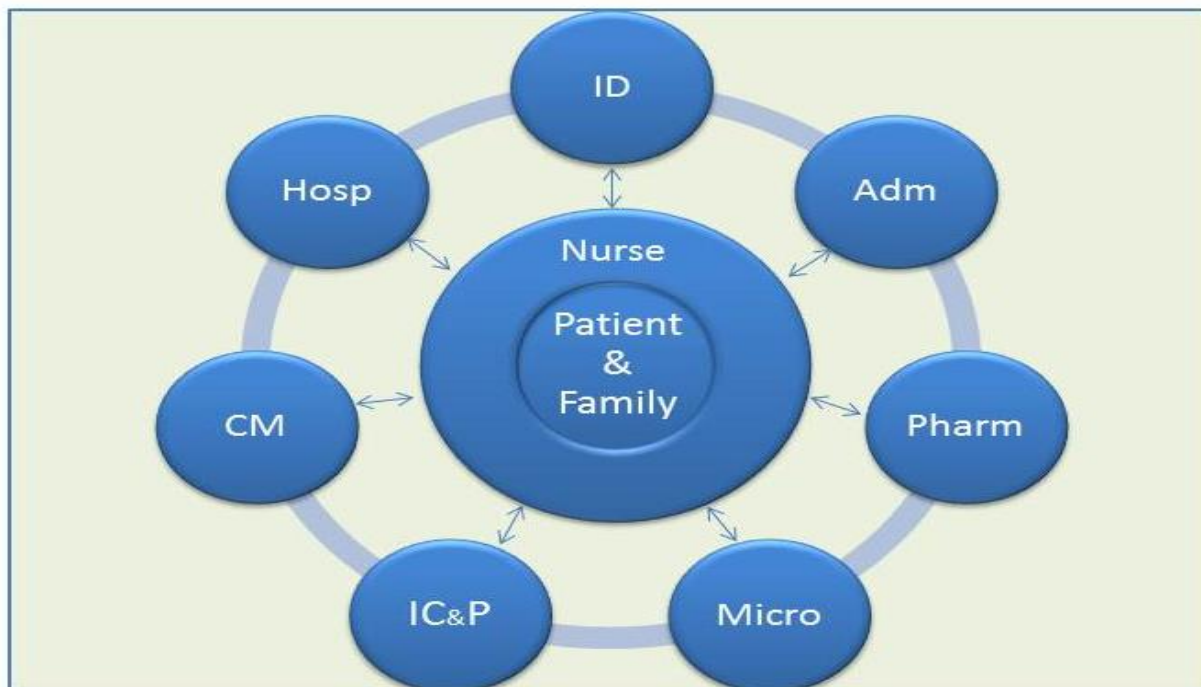 ID
Hosp
Adm
Nurse
Patient
&
Family
CM
Pharm
IC&P
Micro